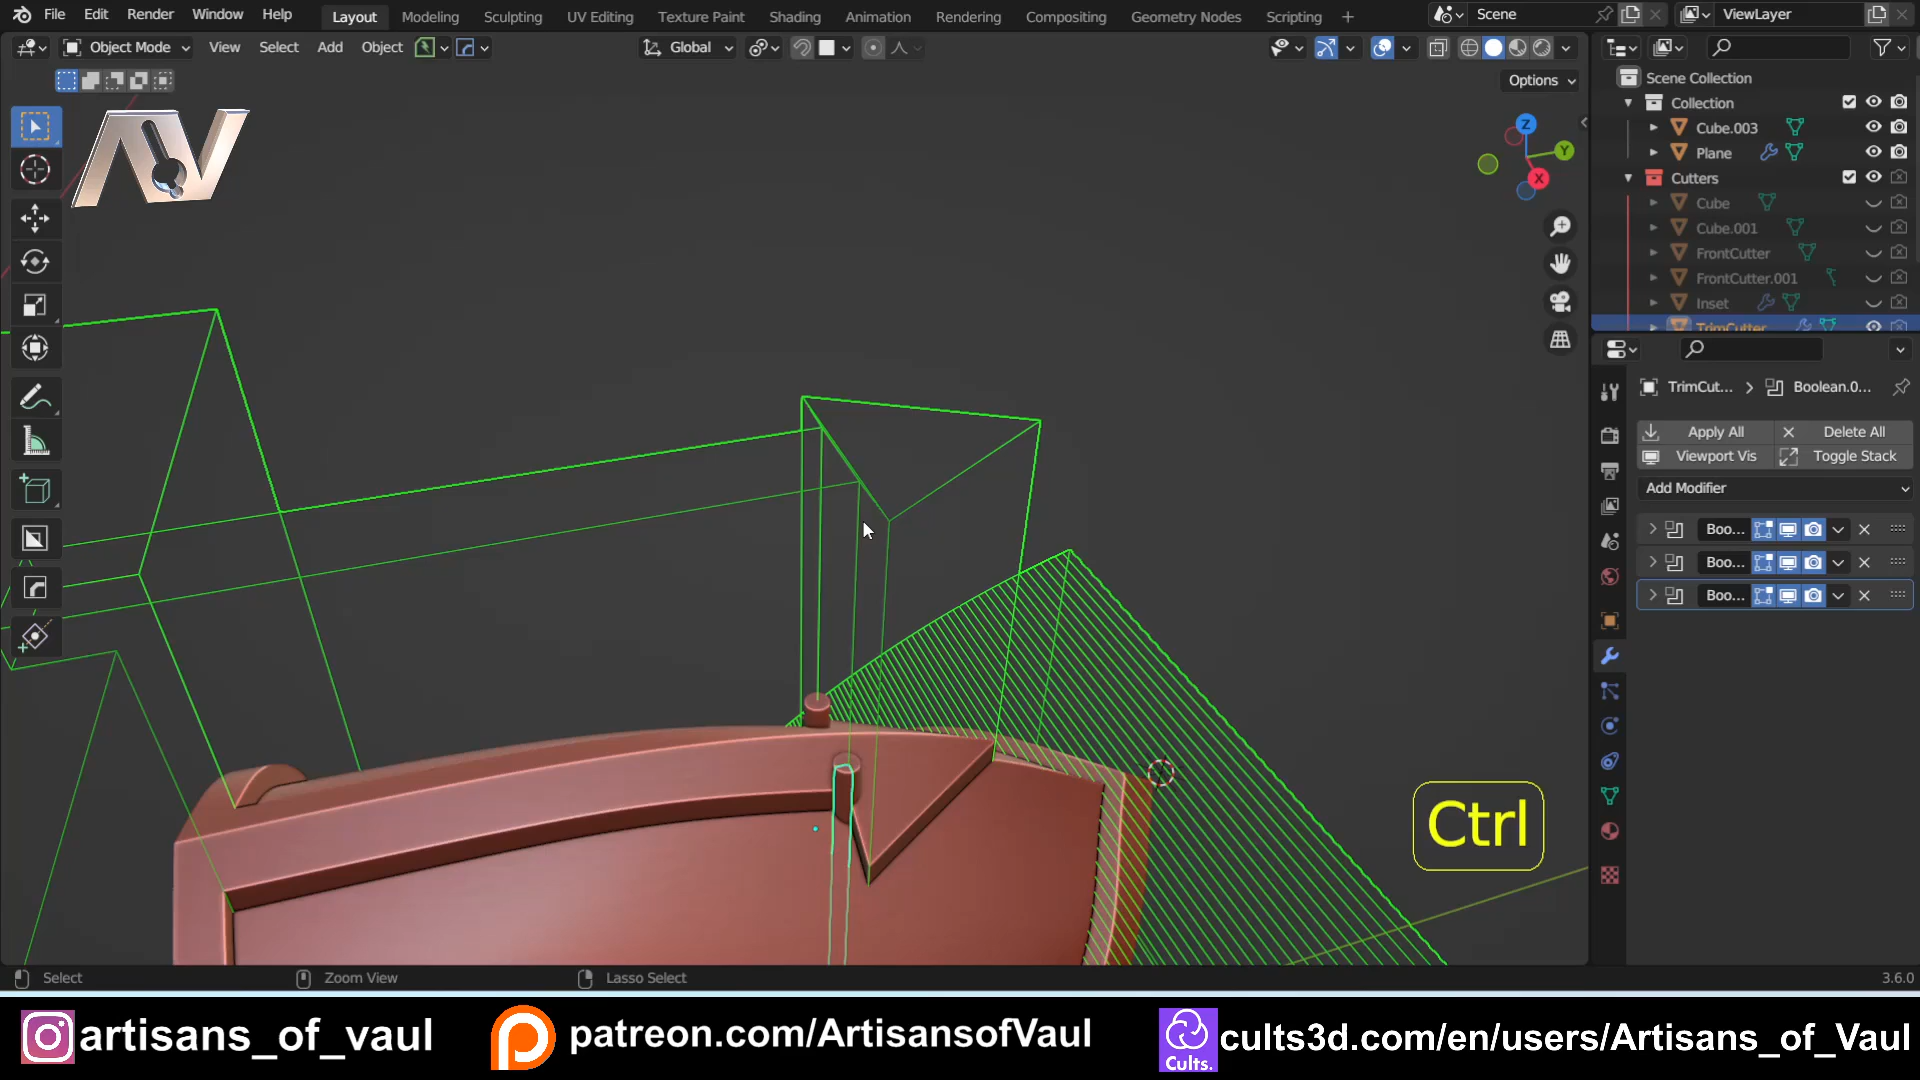 File Edit Render Window Help Layout Modeling Sculpting UV Editing Texture Paint Shading Animation Rendering Compositing Geometry Nodes Scripting + Scene ViewLayer
Object Mode View Select Add Object Global
Options
AV
Z
Y
X
Scene Collection
Collection
Cube.003
Plane
Cutters
Cube
Cube.001
FrontCutter
FrontCutter.001
Inset
TrimCutter
TrimCut... > Boolean.0...
Apply All Delete All
Viewport Vis Toggle Stack
Add Modifier
Boo...
Boo...
Boo...
Ctrl
Select Zoom View Lasso Select 3.6.0
artisans_of_vaul patreon.com/ArtisansofVaul Cults. cults3d.com/en/users/Artisans_of_Vaul